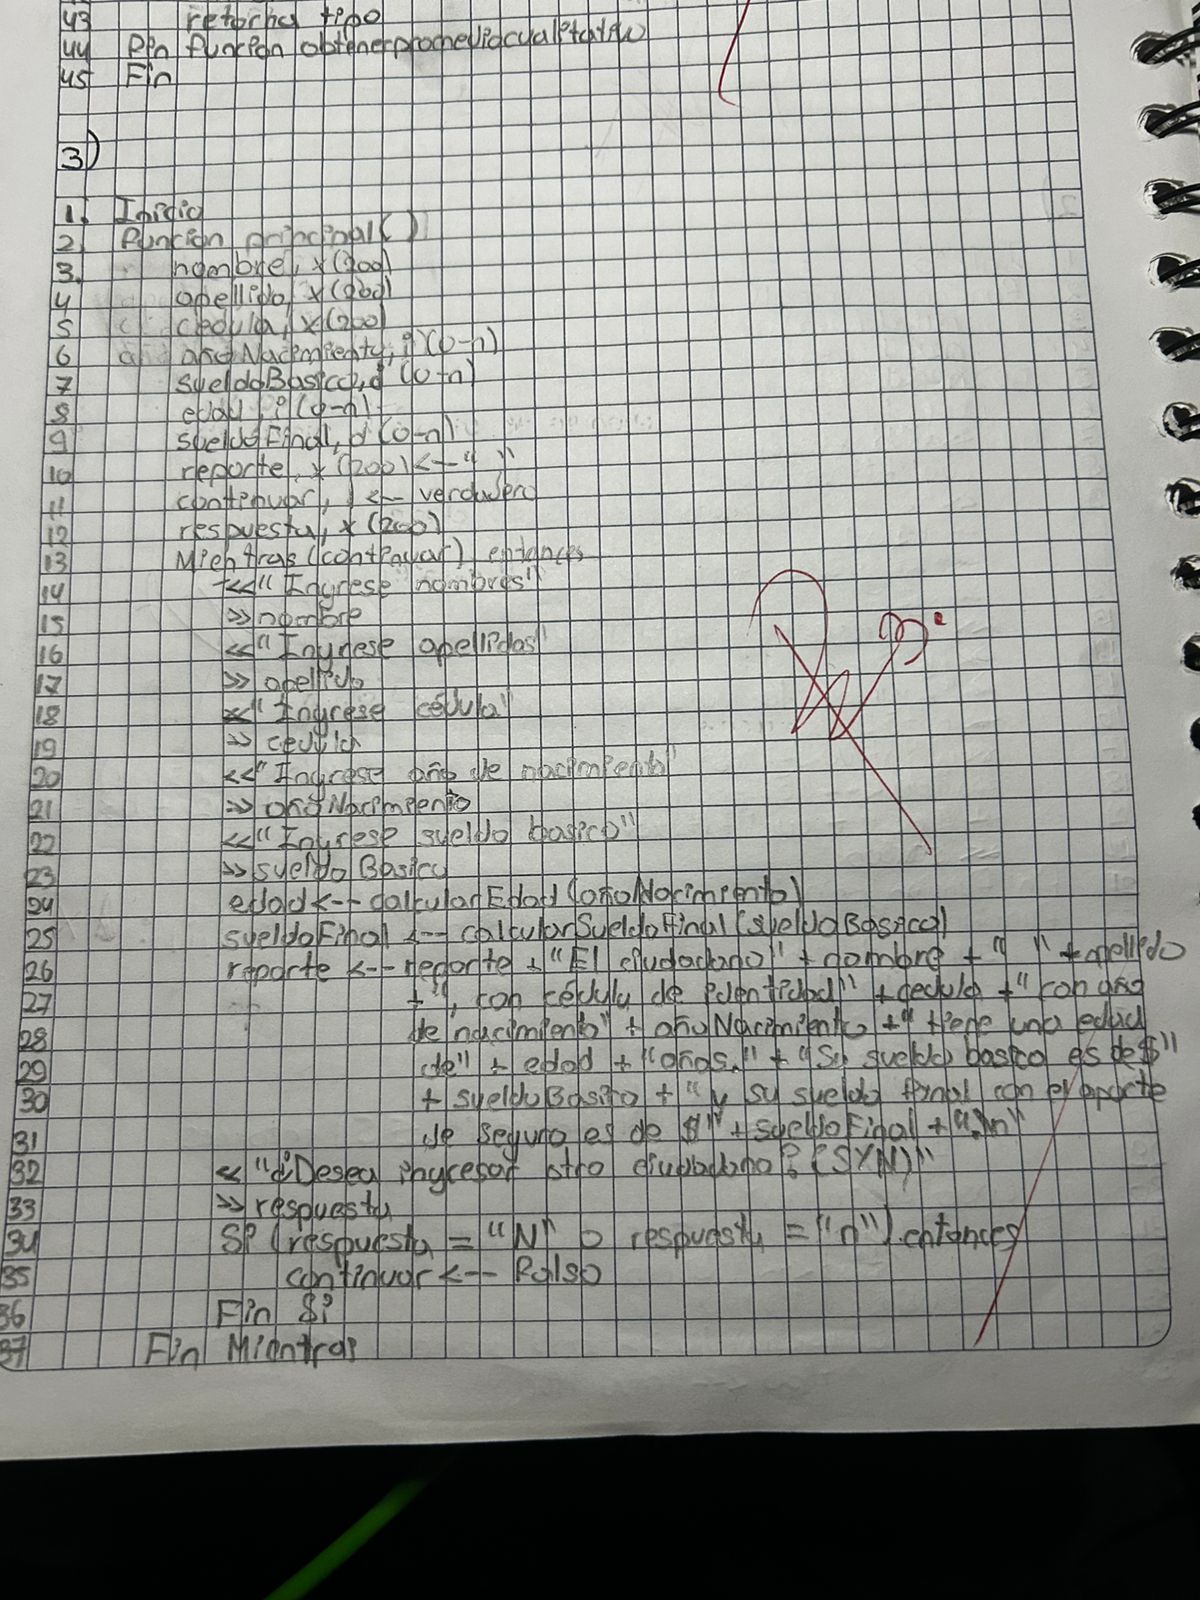 43 retorna tipo
44 Fin función obtenerpromediocualitativo
45 Fin
3)
1. Inicio
2. Función principal()
3. nombre, x(200)
4 apellido, x(200)
5 cedula, x(200)
6 añoNacimiento, i(0-n)
7 sueldoBasico, d(0-n)
8 edad, i(0-n)
9 sueldoFinal, d(0-n)
10 reporte, x(200)<--" "
11 continuar, l <-- verdadero
12 respuesta, x(200)
13 Mientras(continuar) entonces
14 <<"Ingrese nombres"
15 >>nombre
16 <<"Ingrese apellidos"
17 >>apellido
18 <<"Ingrese cédula"
19 >>cedula
20 <<"Ingrese año de nacimiento"
21 >>añoNacimiento
22 <<"Ingrese sueldo basico"
23 >>sueldoBasico
24 edad<--calcularEdad(añoNacimiento)
25 sueldoFinal <-- calcularSueldoFinal(sueldoBasico)
26 reporte <-- reporte + "El ciudadano" + nombre + " " + apellido
27 + ", con cédula de identidad" + cedula + "con año
28 de nacimiento" + añoNacimiento + " tiene una edad
29 de" + edad + "años." + "Su sueldo basico es de $"
30 + sueldoBasico + "y su sueldo final con el aporte
31 de seguro es de $" + sueldoFinal + ".\n"
32 << "¿Desea ingresar otro ciudadano? (S/N)"
33 >>respuesta
34 Si (respuesta = "N" o respuesta = "n") entonces
35 continuar <-- Falso
36 Fin Si
37 Fin Mientras